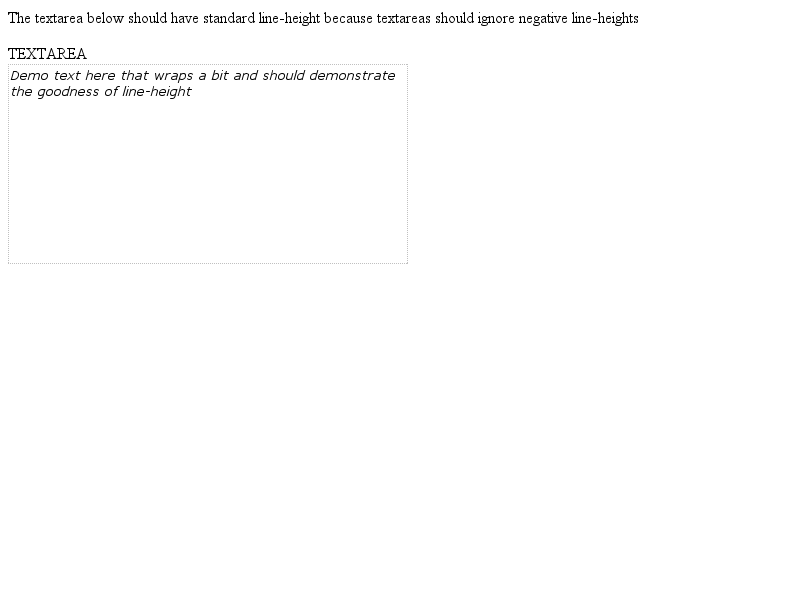 The textarea below should have standard line-height because textareas should ignore negative line-heights
TEXTAREA
Demo text here that wraps a bit and should demonstrate
the goodness of line-height